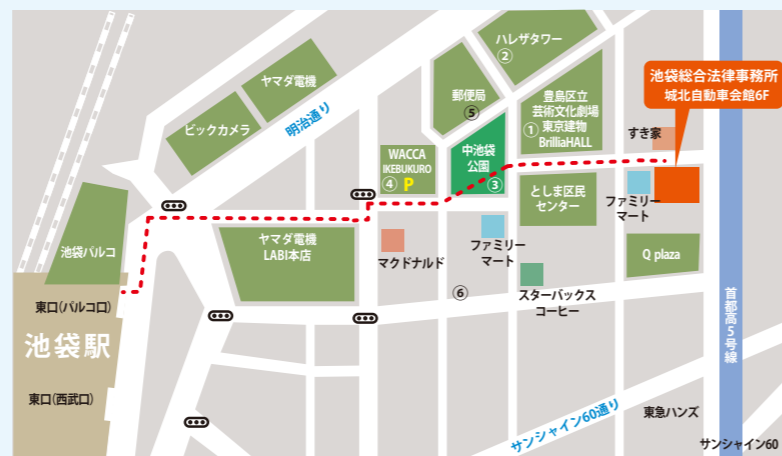 ハレザタワー
②
池袋総合法律事務所
城北自動車会館6F
ヤマダ電機
郵便局
⑤
豊島区立
芸術文化劇場
①
東京建物
BrilliaHALL
すき家
ビックカメラ
明治通り
WACCA
IKEBUKURO
④ P
中池袋
公園
③
としま区民
センター
ファミリー
マート
池袋パルコ
ヤマダ電機
LABI本店
マクドナルド
ファミリー
マート
Q plaza
⑥
スターバックス
コーヒー
首都高5号線
東口(パルコ口)
池袋駅
東口(西武口)
サンシャイン60通り
東急ハンズ
サンシャイン60